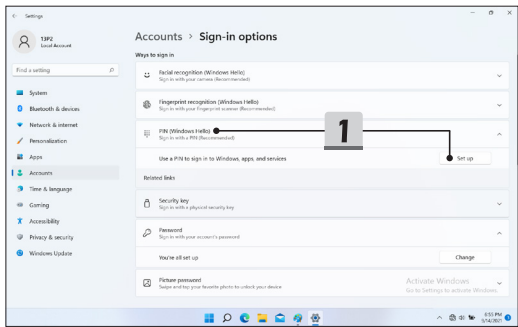 Settings
13P2
Local Account
Find a setting
System
Bluetooth & devices
Network & internet
Personalization
Apps
Accounts
Time & language
Gaming
Accessibility
Privacy & security
Windows Update
Accounts > Sign-in options
Ways to sign in
Facial recognition (Windows Hello)
Sign in with your camera (Recommended)
Fingerprint recognition (Windows Hello)
Sign in with your fingerprint scanner (Recommended)
PIN (Windows Hello)
Sign in with a PIN (Recommended)
1
Use a PIN to sign in to Windows, apps, and services
Set up
Related links
Security key
Sign in with a physical security key
Password
Sign in with your account's password
You're all set up
Change
Picture password
Swipe and tap your favorite photo to unlock your device
Activate Windows
Go to Settings to activate Windows.
6:55 PM
5/14/2021